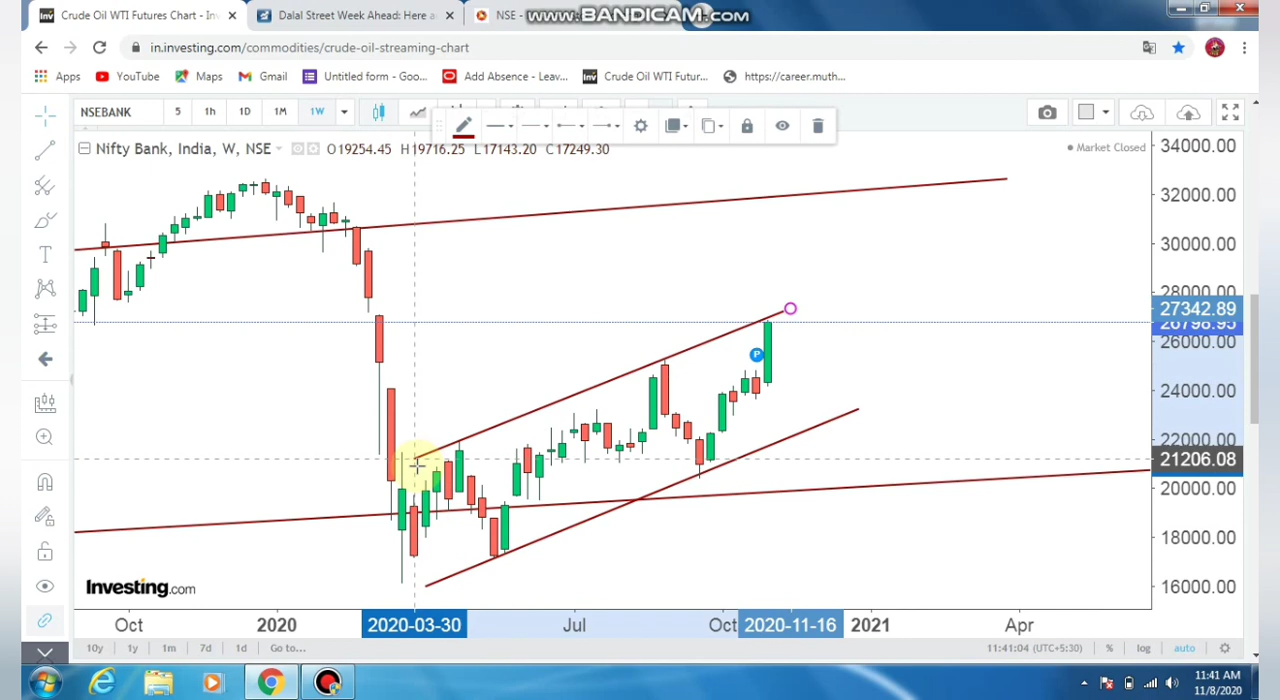 Crude Oil WTI Futures Chart - Inv
Dalal Street Week Ahead: Here a
NSE -
www.BANDICAM.com
in.investing.com/commodities/crude-oil-streaming-chart
Apps YouTube Maps Gmail Untitled form - Goo... Add Absence - Leav... Inv Crude Oil WTI Futur... https://career.muth...
NSEBANK 5 1h 1D 1M 1W
Nifty Bank, India, W, NSE O19254.45 H19716.25 L17143.20 C17249.30
Market Closed
34000.00
32000.00
30000.00
28000.00
27342.89
26798.95
26000.00
24000.00
22000.00
21206.08
20000.00
18000.00
16000.00
P
T
Investing.com
Oct 2020 2020-03-30 Jul Oct 2020-11-16 2021 Apr
10y 1y 1m 7d 1d Go to... 11:41:04 (UTC+5:30) % log auto
11:41 AM
11/8/2020